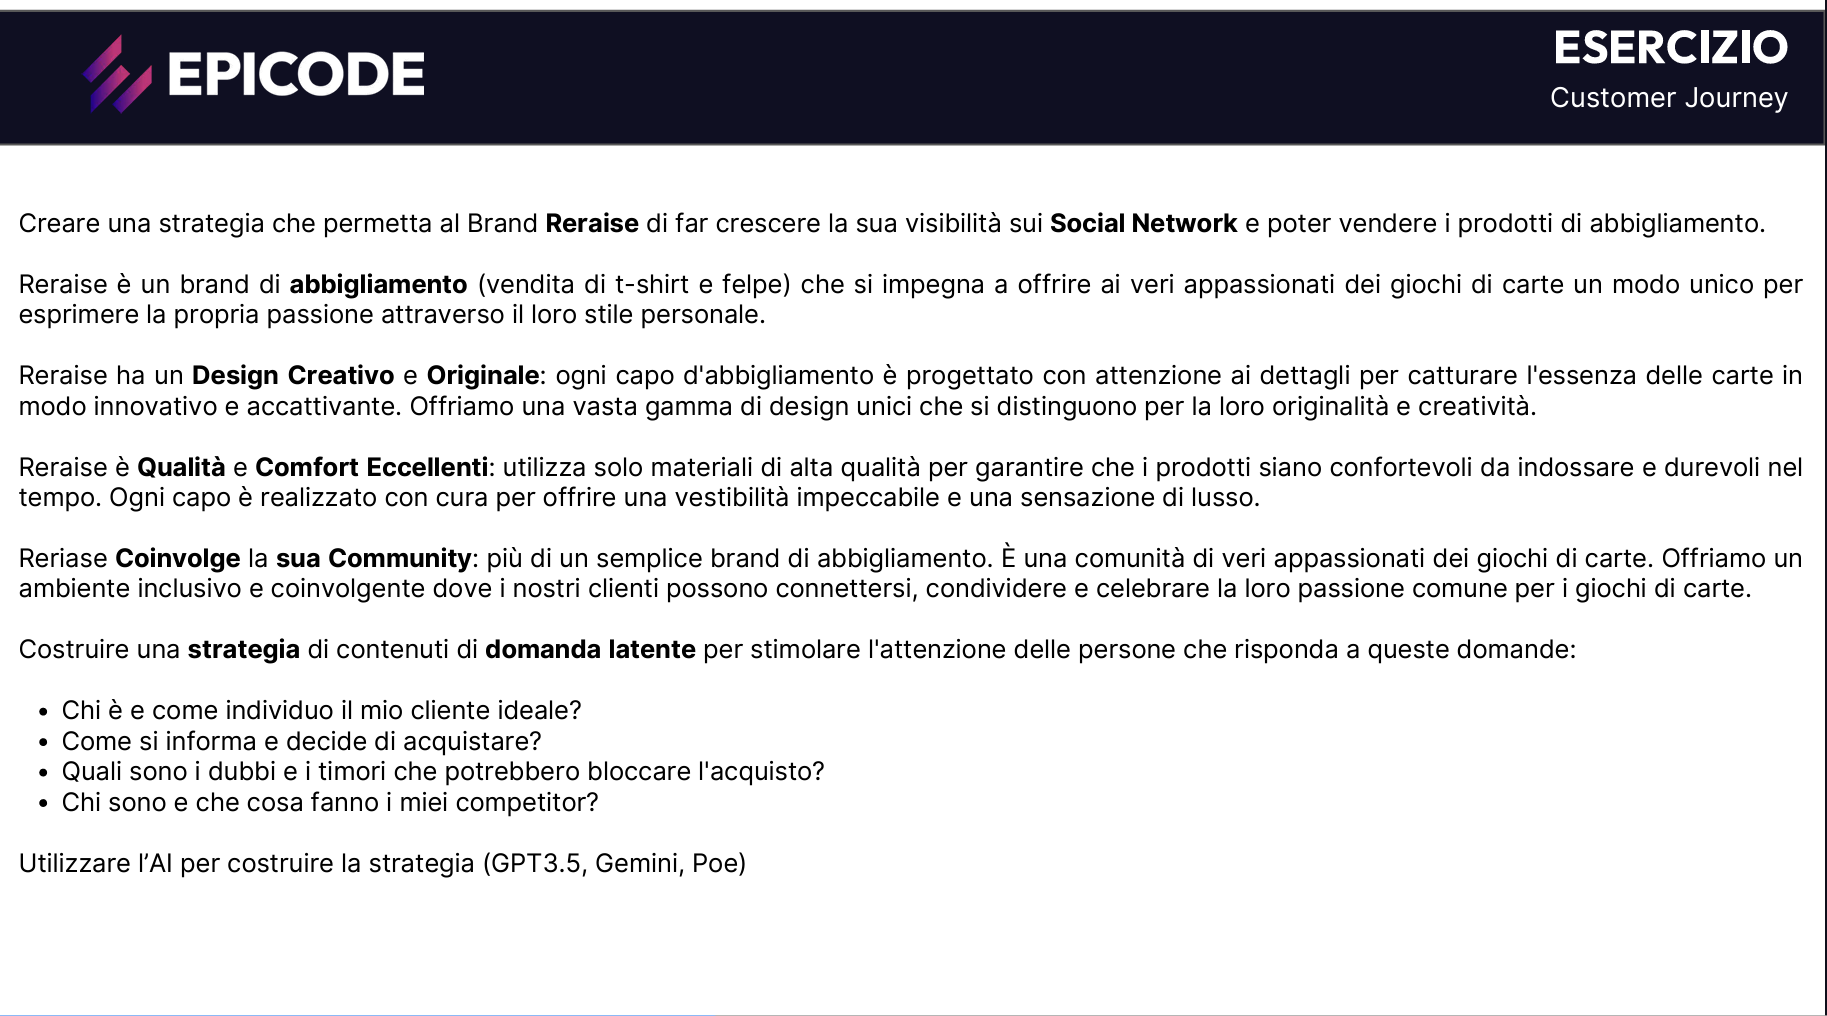 EPICODE
ESERCIZIO
Customer Journey
Creare una strategia che permetta al Brand Reraise di far crescere la sua visibilità sui Social Network e poter vendere i prodotti di abbigliamento.
Reraise è un brand di abbigliamento (vendita di t-shirt e felpe) che si impegna a offrire ai veri appassionati dei giochi di carte un modo unico per
esprimere la propria passione attraverso il loro stile personale.
Reraise ha un Design Creativo e Originale: ogni capo d'abbigliamento è progettato con attenzione ai dettagli per catturare l'essenza delle carte in
modo innovativo e accattivante. Offriamo una vasta gamma di design unici che si distinguono per la loro originalità e creatività.
Reraise è Qualità e Comfort Eccellenti: utilizza solo materiali di alta qualità per garantire che i prodotti siano confortevoli da indossare e durevoli nel
tempo. Ogni capo è realizzato con cura per offrire una vestibilità impeccabile e una sensazione di lusso.
Reriase Coinvolge la sua Community: più di un semplice brand di abbigliamento. È una comunità di veri appassionati dei giochi di carte. Offriamo un
ambiente inclusivo e coinvolgente dove i nostri clienti possono connettersi, condividere e celebrare la loro passione comune per i giochi di carte.
Costruire una strategia di contenuti di domanda latente per stimolare l'attenzione delle persone che risponda a queste domande:
• Chi è e come individuo il mio cliente ideale?
• Come si informa e decide di acquistare?
• Quali sono i dubbi e i timori che potrebbero bloccare l'acquisto?
• Chi sono e che cosa fanno i miei competitor?
Utilizzare l’AI per costruire la strategia (GPT3.5, Gemini, Poe)